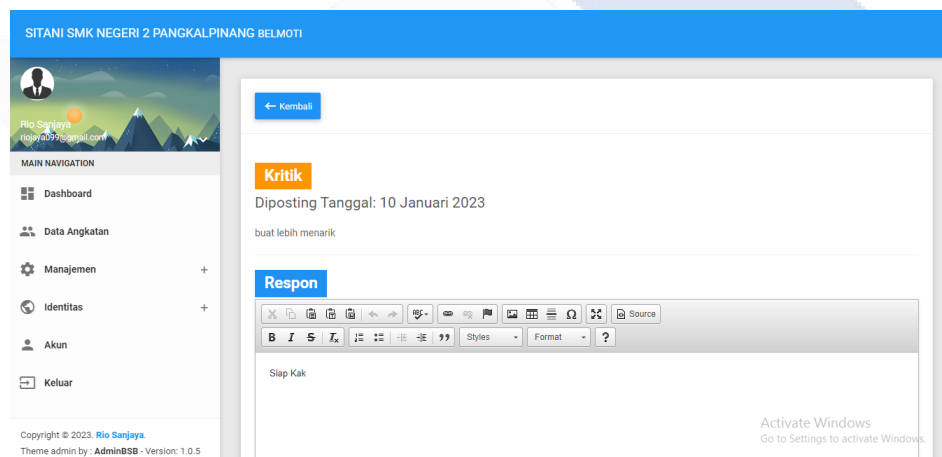 SITANI SMK NEGERI 2 PANGKALPINANG BELMOTI
Rio Sanjaya
riojaya099@gmail.com
MAIN NAVIGATION
Dashboard
Data Angkatan
Manajemen +
Identitas +
Akun
Keluar
Copyright © 2023. Rio Sanjaya.
Theme admin by : AdminBSB - Version: 1.0.5
← Kembali
Kritik
Diposting Tanggal: 10 Januari 2023
buat lebih menarik
Respon
Source
B I S Ix Styles Format ?
Siap Kak
Activate Windows
Go to Settings to activate Windows.